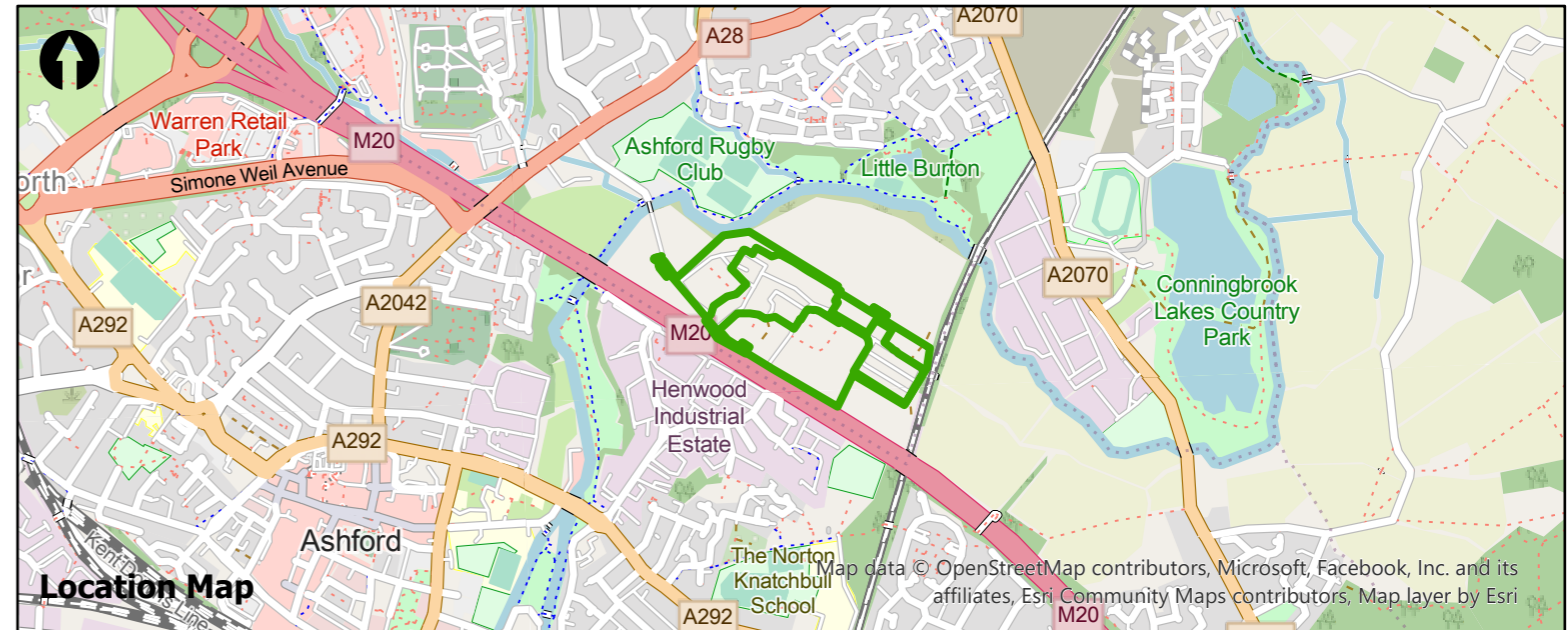 A28
A2070
Warren Retail
Park
M20
Ashford Rugby
Club
Little Burton
Simone Weil Avenue
orth
A2070
Conningbrook
Lakes Country
Park
r
A292
A2042
M20
Henwood
Industrial
Estate
A292
Ashford
The Norton
Knatchbull
School
Kent Downs Line
Location Map
Map data © OpenStreetMap contributors, Microsoft, Facebook, Inc. and its
affiliates, Esri Community Maps contributors, Map layer by Esri
A292
M20